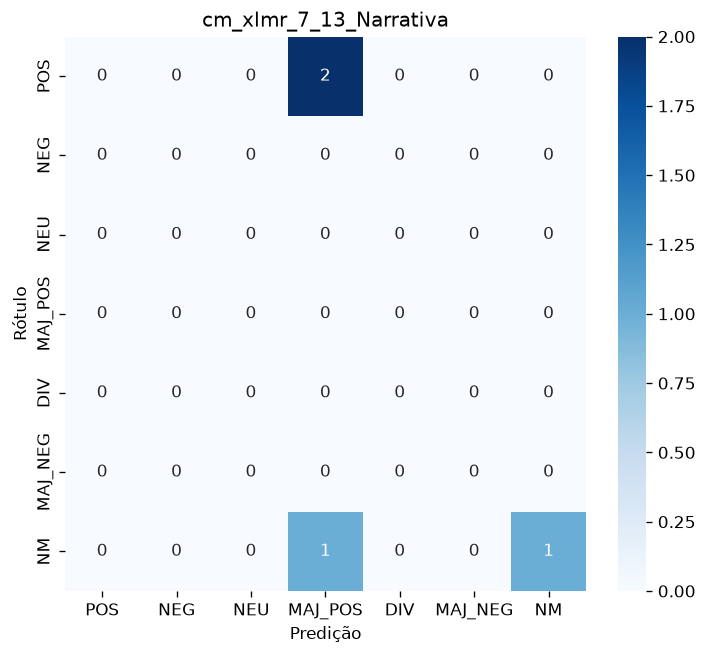 cm_xlmr_7_13_Narrativa
POS 0 0 0 2 0 0 0
NEG 0 0 0 0 0 0 0
NEU 0 0 0 0 0 0 0
MAJ_POS 0 0 0 0 0 0 0
DIV 0 0 0 0 0 0 0
MAJ_NEG 0 0 0 0 0 0 0
NM 0 0 0 1 0 0 1
Rótulo
POS NEG NEU MAJ_POS DIV MAJ_NEG NM
Predição
2.00
1.75
1.50
1.25
1.00
0.75
0.50
0.25
0.00